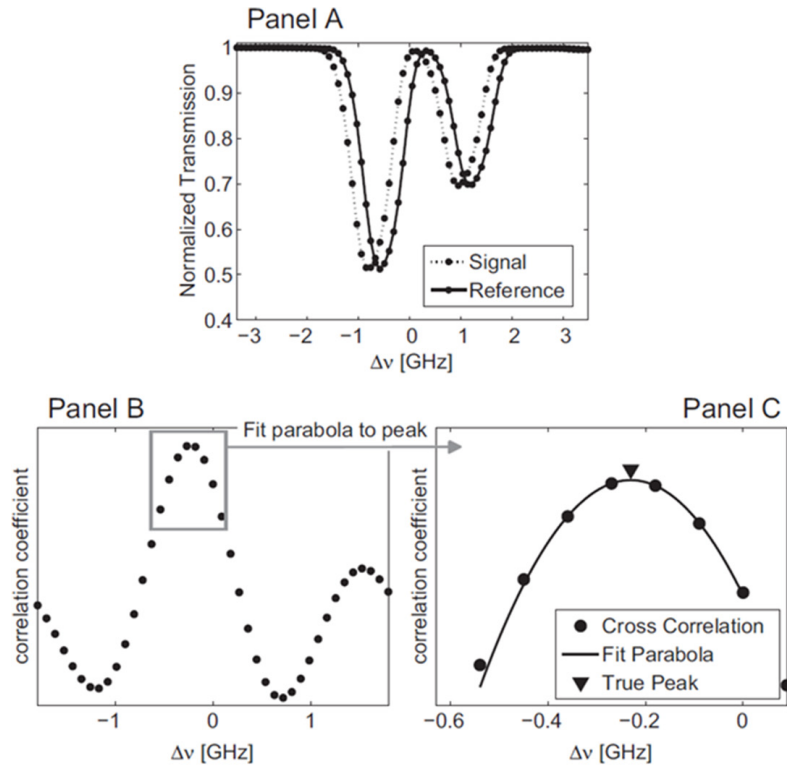 Panel A
1
0.9
0.8
0.7
0.6
0.5
0.4
Normalized Transmission
Signal
Reference
−3
−2
−1
0
1
2
3
Δν [GHz]
Panel B
Fit parabola to peak
Panel C
correlation coefficient
−1
0
1
Δν [GHz]
correlation coefficient
Cross Correlation
Fit Parabola
True Peak
−0.6
−0.4
−0.2
0
Δν [GHz]